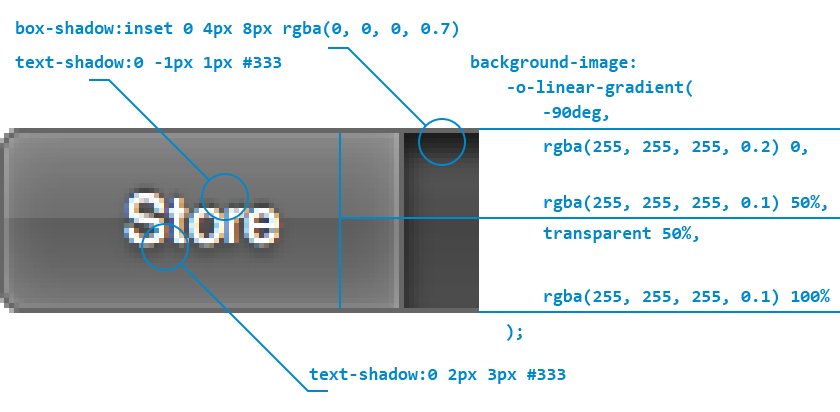 box-shadow:inset 0 4px 8px rgba(0, 0, 0, 0.7)
text-shadow:0 -1px 1px #333
background-image:
-o-linear-gradient(
-90deg,
rgba(255, 255, 255, 0.2) 0,
rgba(255, 255, 255, 0.1) 50%,
Store
transparent 50%,
rgba(255, 255, 255, 0.1) 100%
);
text-shadow:0 2px 3px #333